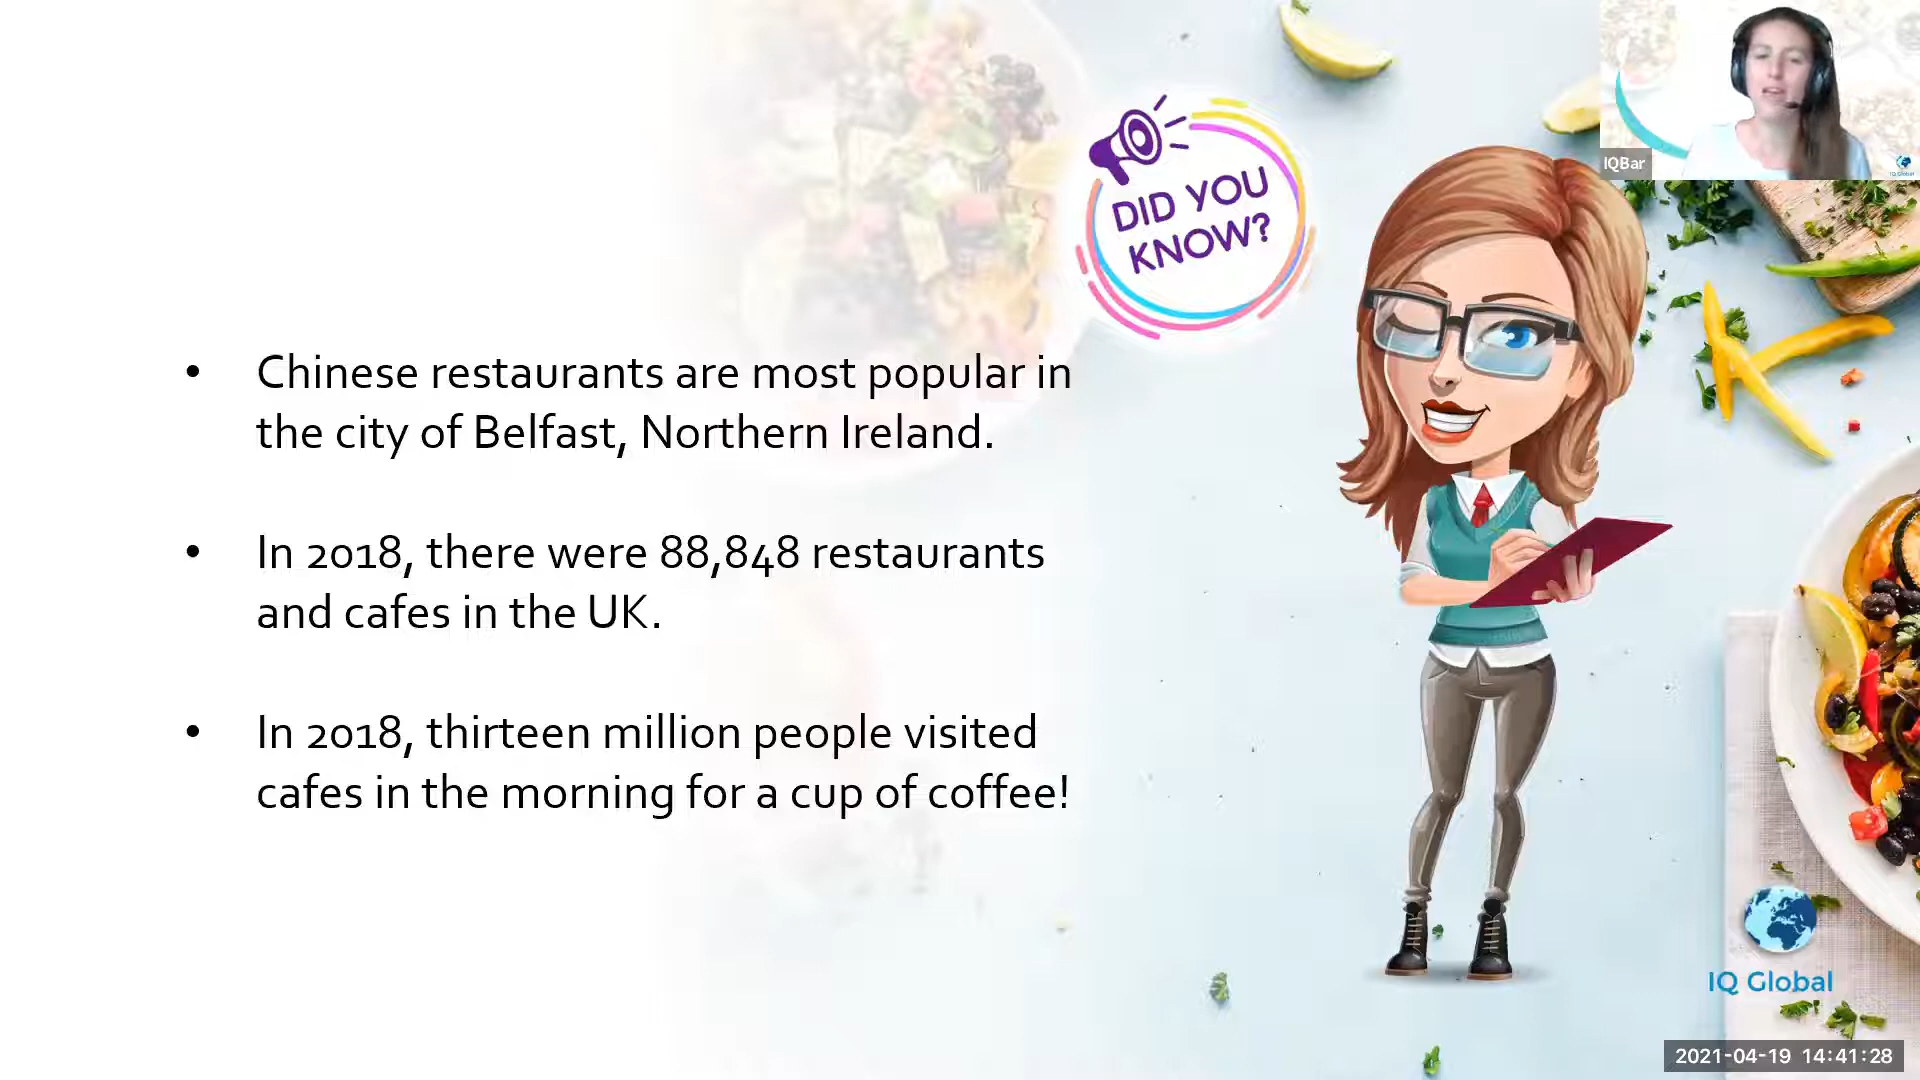 IQBar
IQ Global
DID YOU
KNOW?
• Chinese restaurants are most popular in
the city of Belfast, Northern Ireland.
• In 2018, there were 88,848 restaurants
and cafes in the UK.
• In 2018, thirteen million people visited
cafes in the morning for a cup of coffee!
IQ Global
2021-04-19 14:41:28